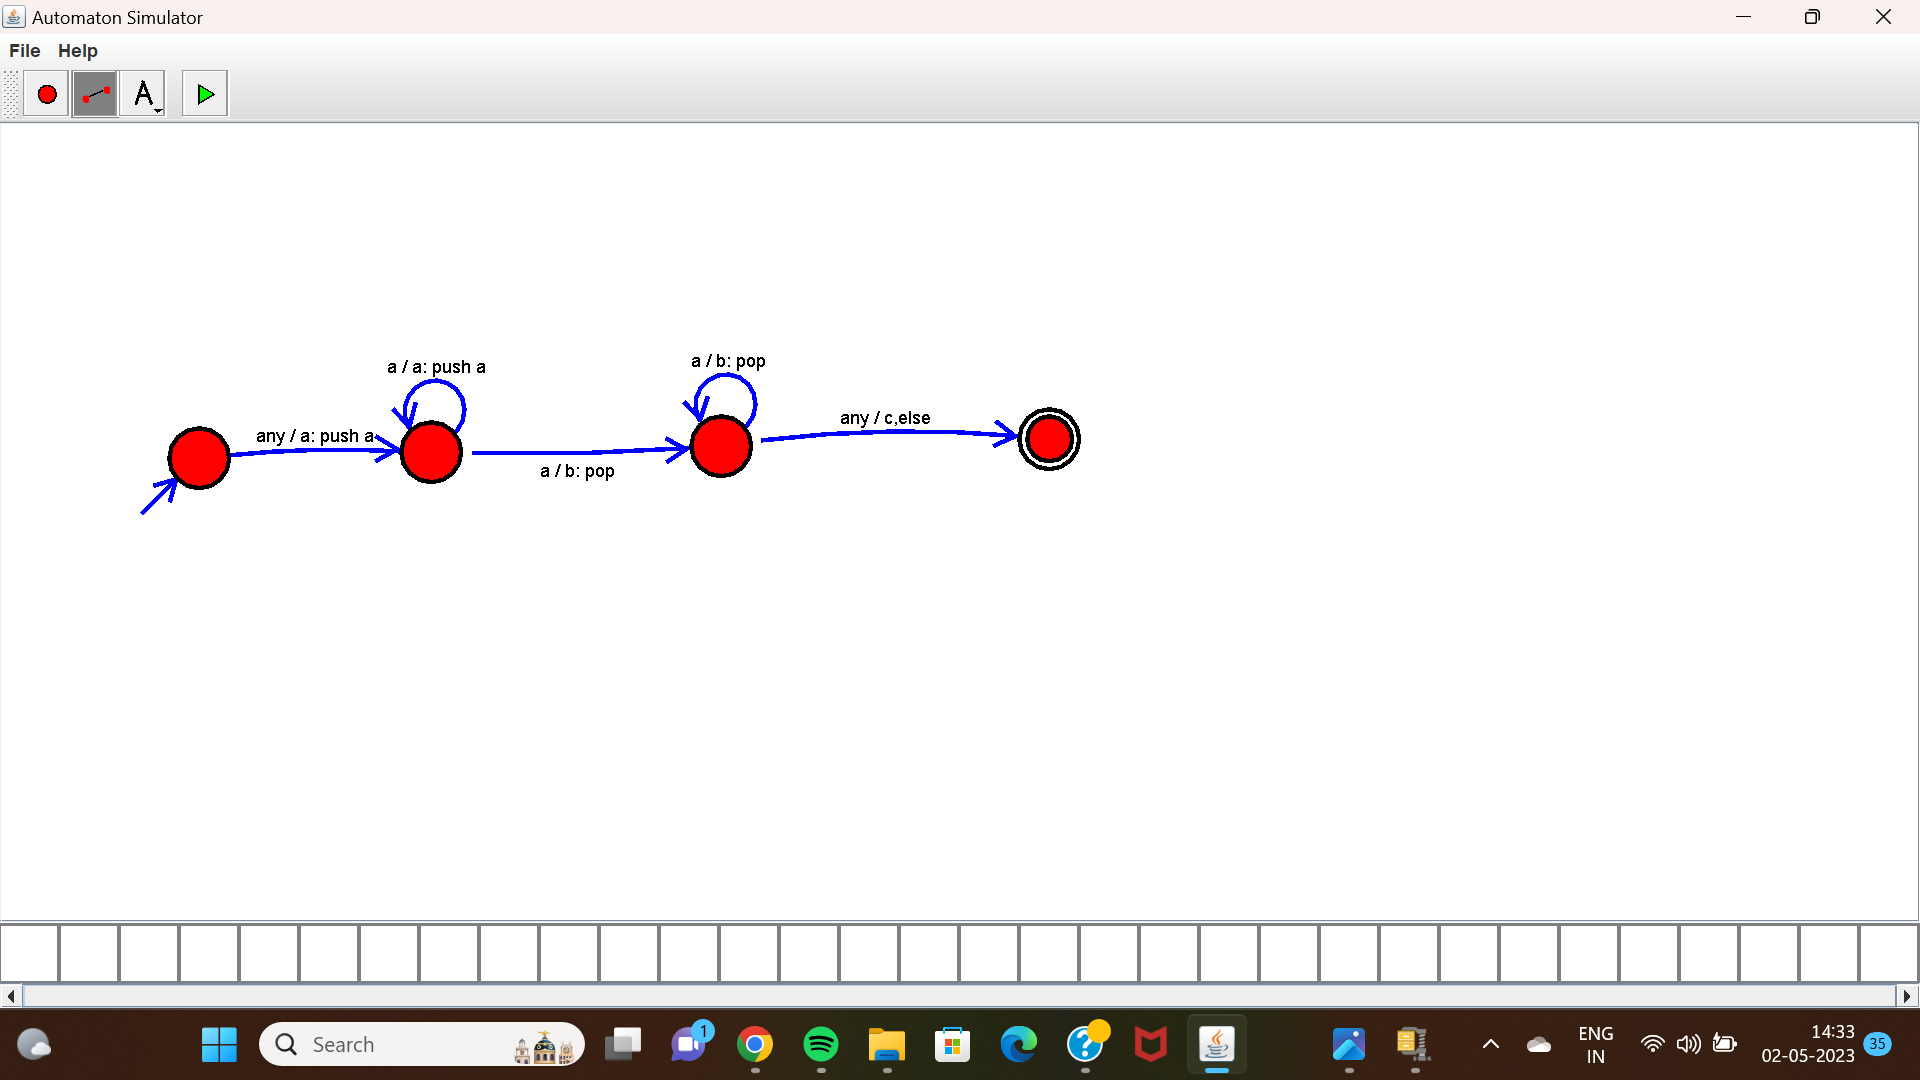 Automaton Simulator
File Help
A
a / a: push a
a / b: pop
any / a: push a
any / c,else
a / b: pop
Search
1
ENG
IN
14:33
02-05-2023
35